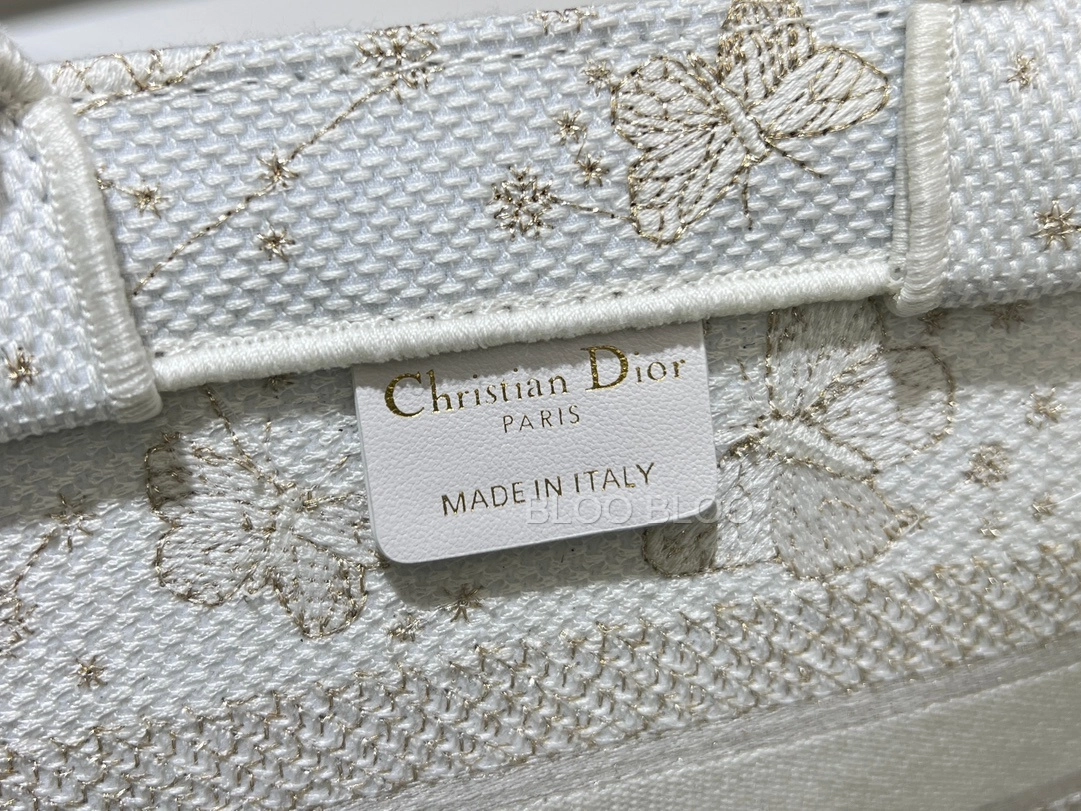 Christian Dior
PARIS
MADE IN ITALY
BLOO BLOO